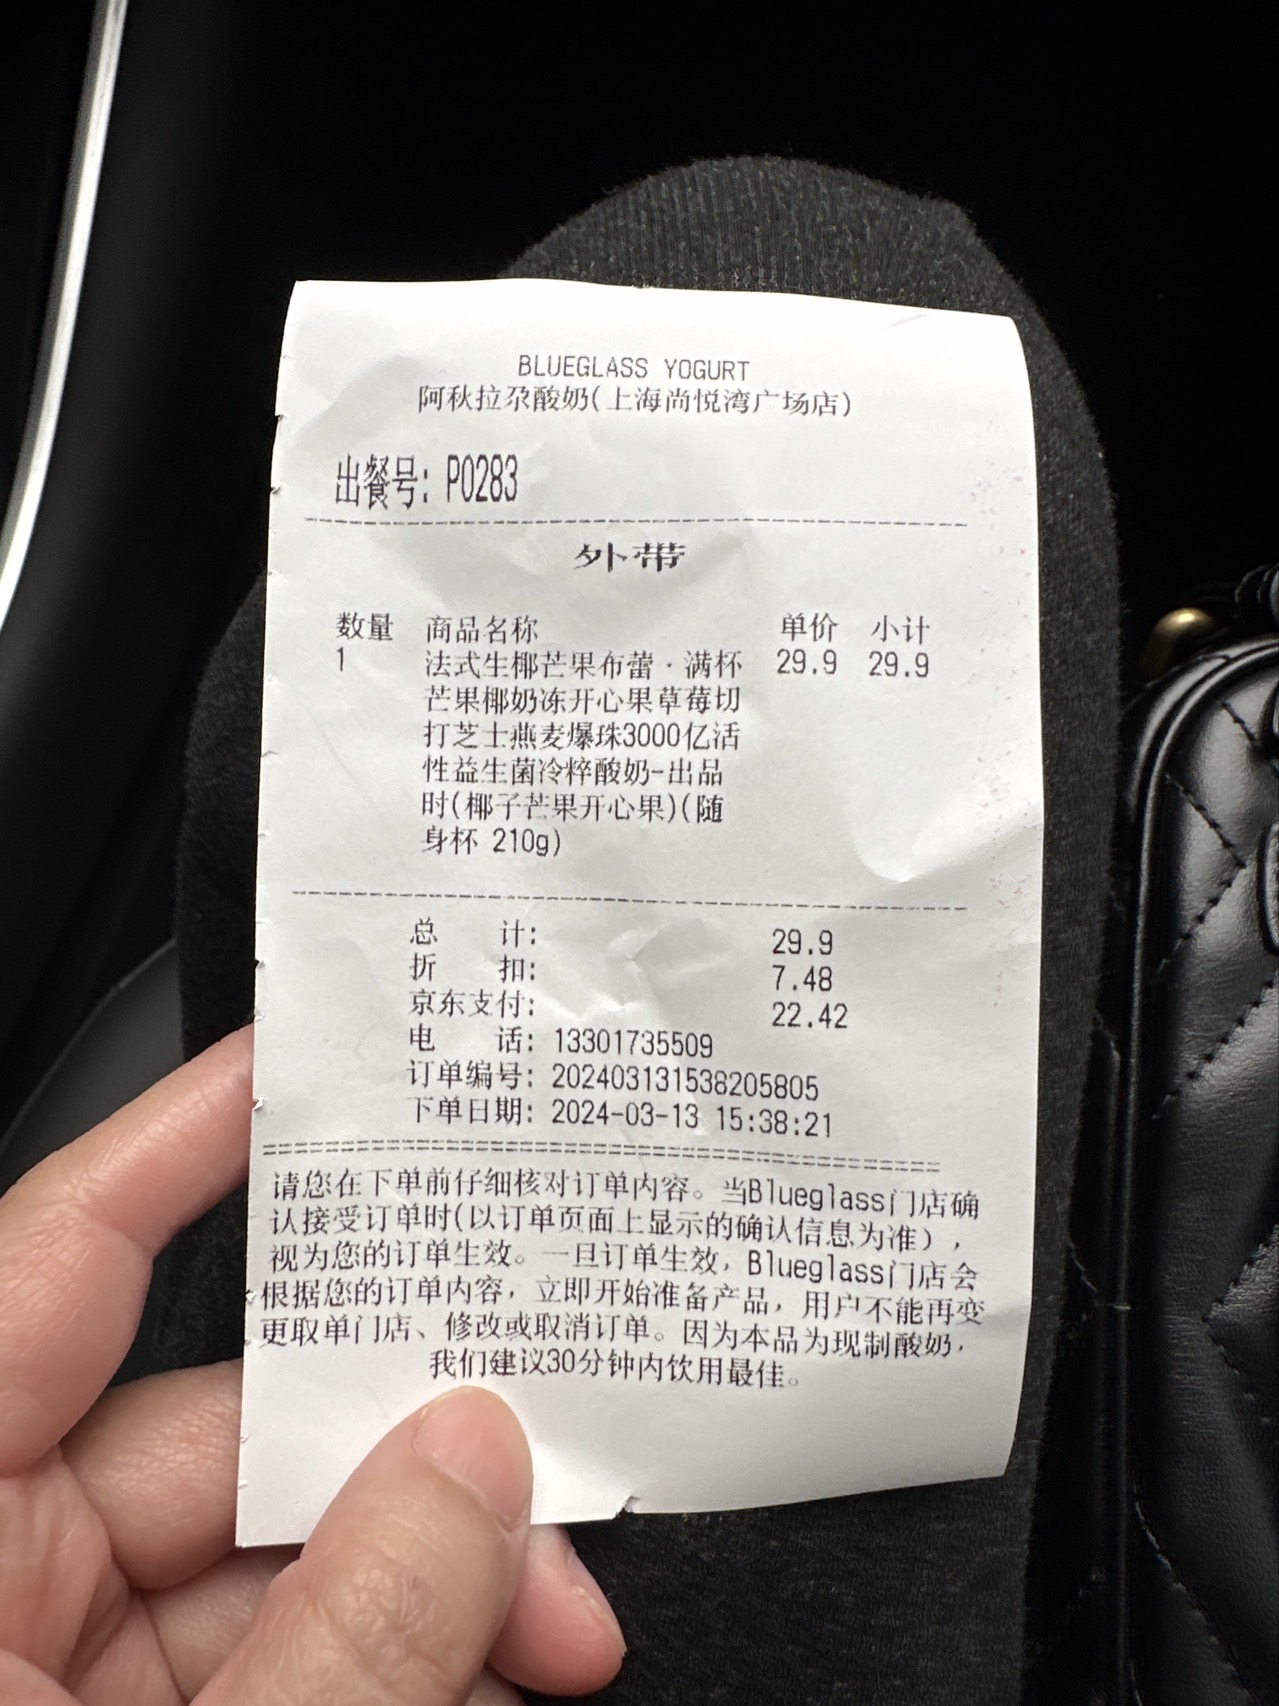 BLUEGLASS YOGURT
阿秋拉尕酸奶(上海尚悦湾广场店)
出餐号: P0283
外带
数量 商品名称 单价 小计
1 法式生椰芒果布蕾·满杯 29.9 29.9
芒果椰奶冻开心果草莓切
打芝士燕麦爆珠3000亿活
性益生菌冷粹酸奶-出品
时(椰子芒果开心果)(随
身杯 210g)
总 计: 29.9
折 扣: 7.48
京东支付: 22.42
电 话: 13301735509
订单编号: 202403131538205805
下单日期: 2024-03-13 15:38:21
请您在下单前仔细核对订单内容。当Blueglass门店确
认接受订单时(以订单页面上显示的确认信息为准),
视为您的订单生效。一旦订单生效, Blueglass门店会
根据您的订单内容, 立即开始准备产品, 用户不能再变
更取单门店、修改或取消订单。因为本品为现制酸奶,
我们建议30分钟内饮用最佳。